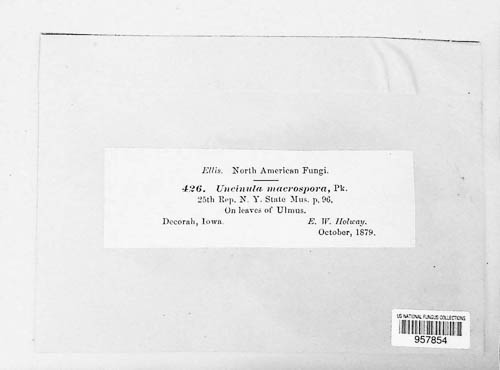 Ellis. North American Fungi.
426. Uncinula macrospora, Pk.
25th Rep. N. Y. State Mus. p. 96.
On leaves of Ulmus.
Decorah, Iowa. E. W. Holway.
October, 1879.
US NATIONAL FUNGUS COLLECTIONS
957854